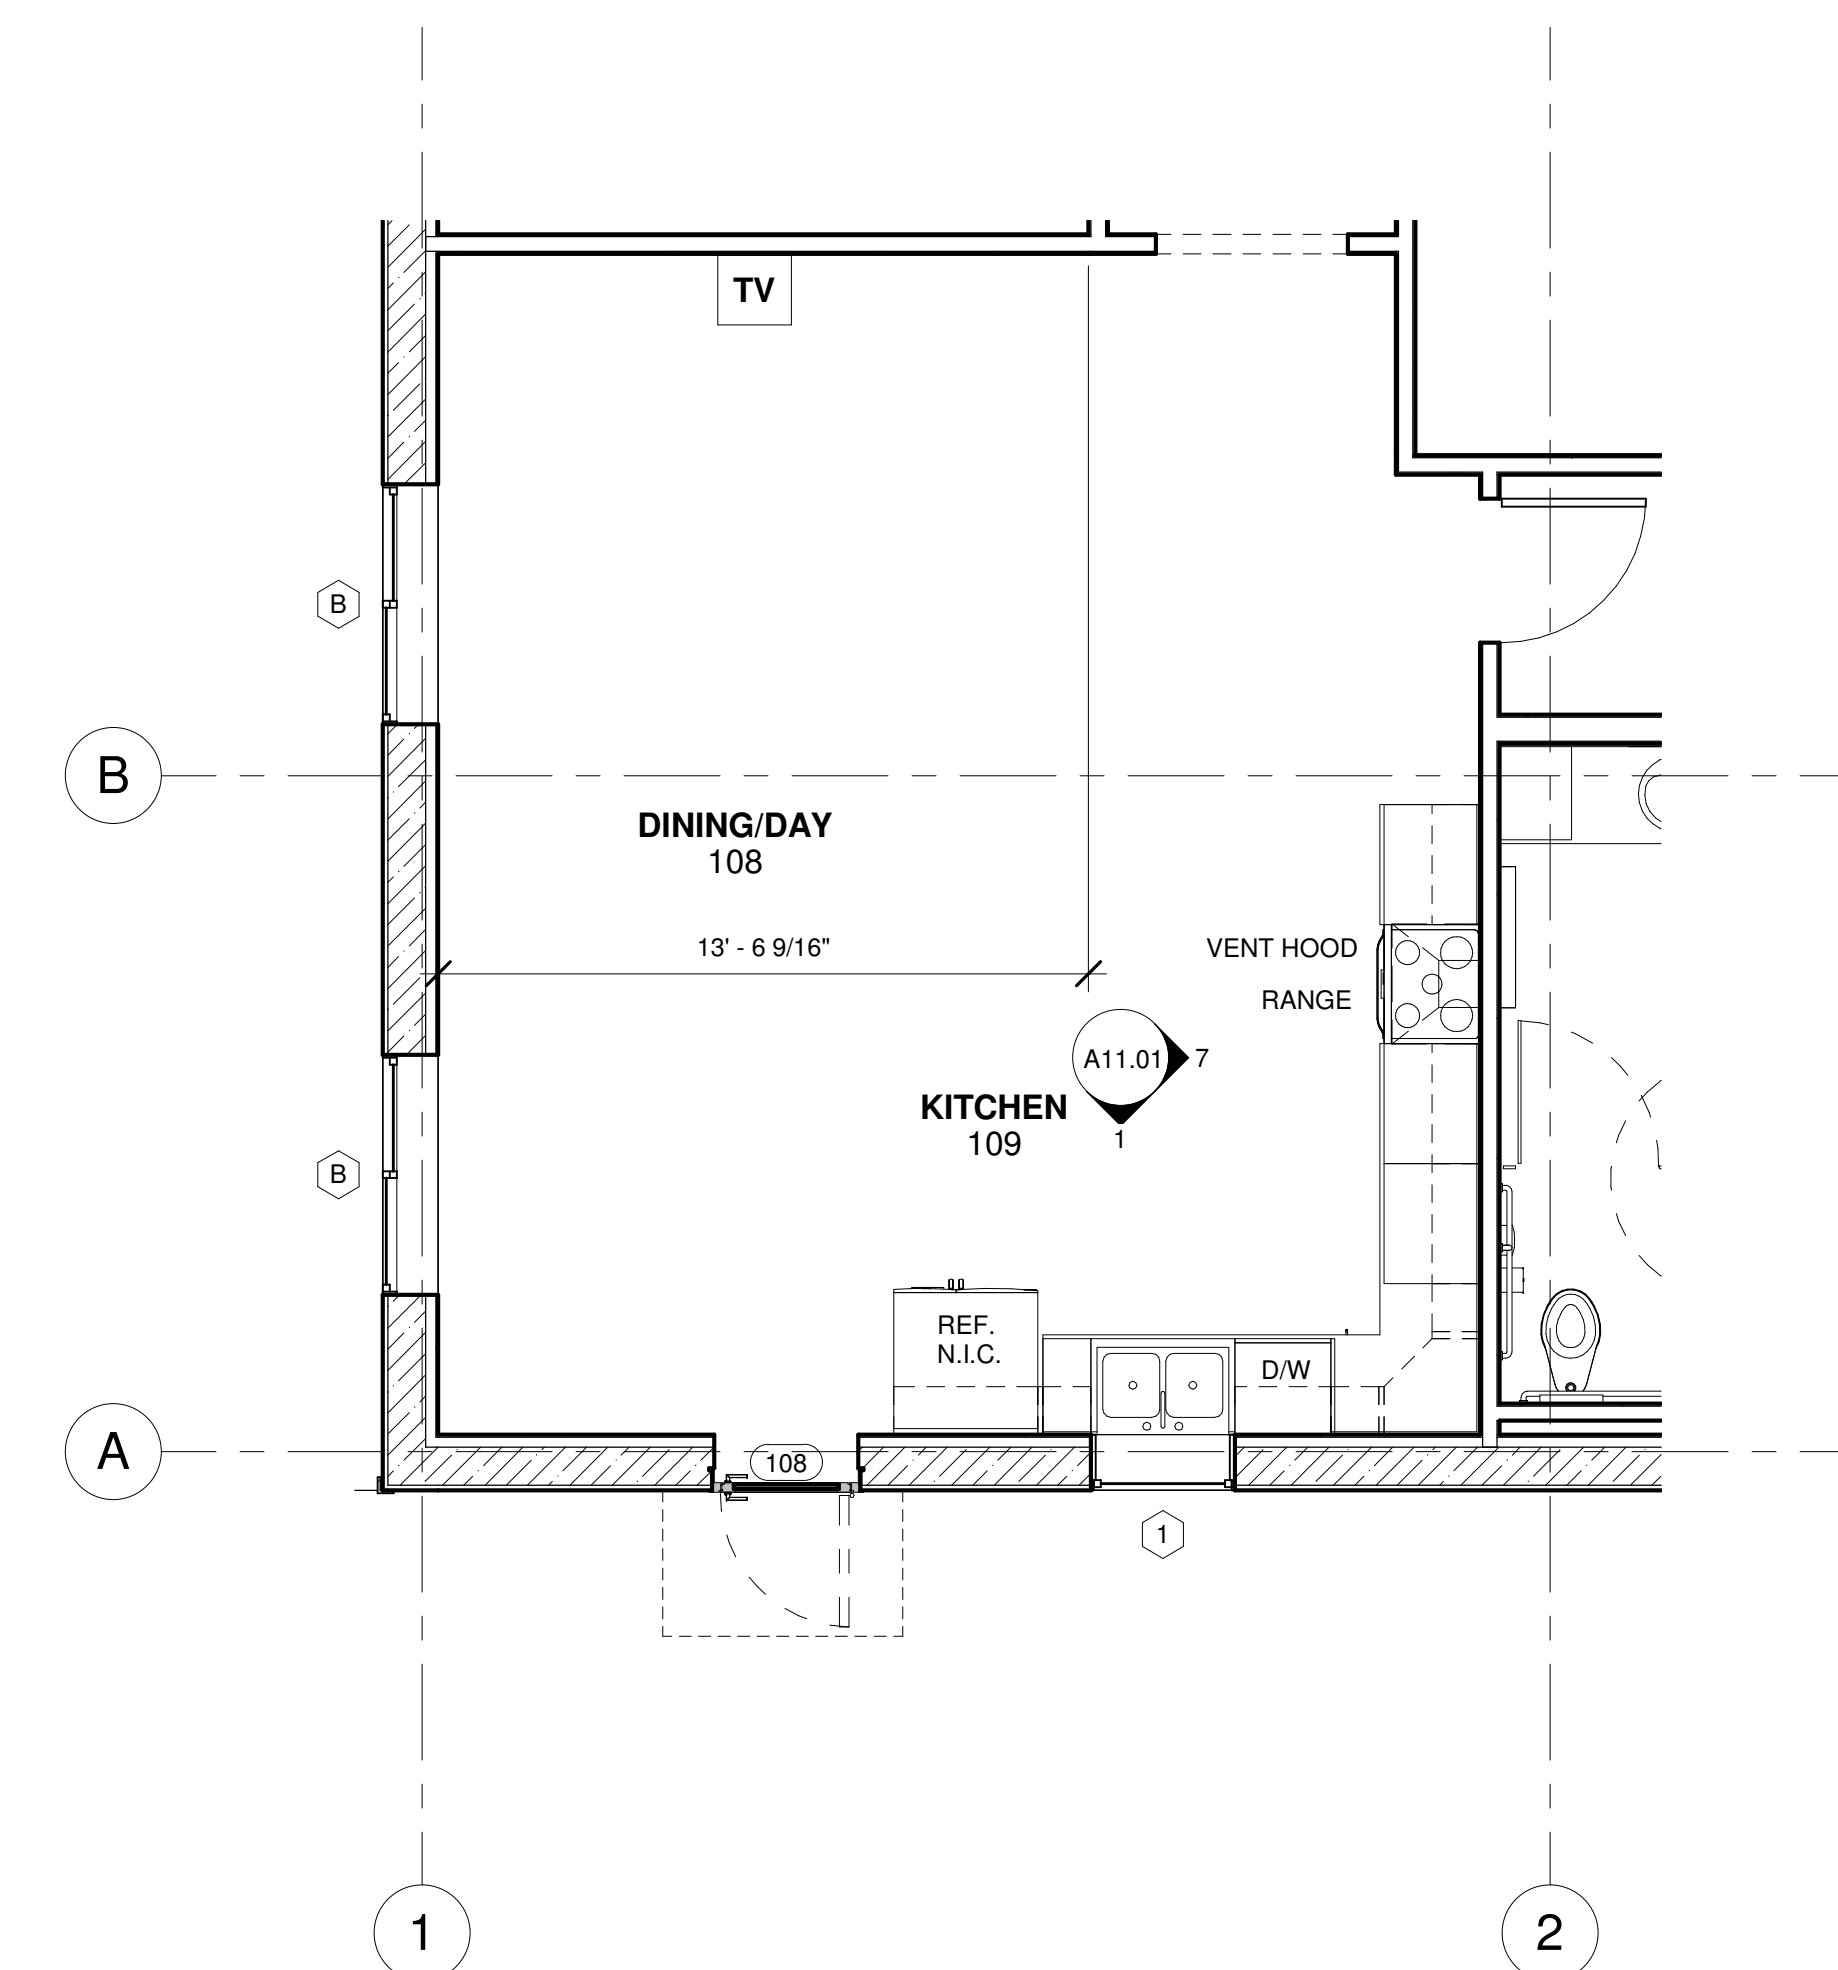 TV
B
B
DINING/DAY
108
13' - 6 9/16"
VENT HOOD
RANGE
A11.01
7
1
KITCHEN
109
B
REF.
N.I.C.
D/W
A
108
1
1
2